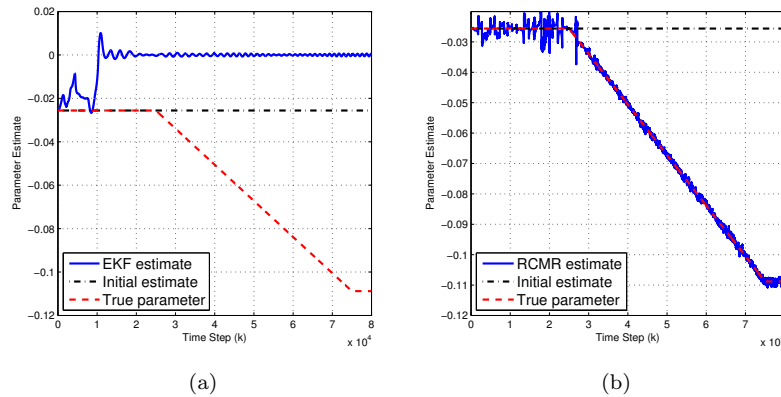 0.02
0
−0.02
−0.04
−0.06
−0.08
−0.1
−0.12
Parameter Estimate
EKF estimate
Initial estimate
True parameter
0 1 2 3 4 5 6 7 8
Time Step (k)
x 10⁴
(a)
−0.03
−0.04
−0.05
−0.06
−0.07
−0.08
−0.09
−0.1
−0.11
−0.12
Parameter Estimate
RCMR estimate
Initial estimate
True parameter
0 1 2 3 4 5 6 7
Time Step (k)
x 10
(b)